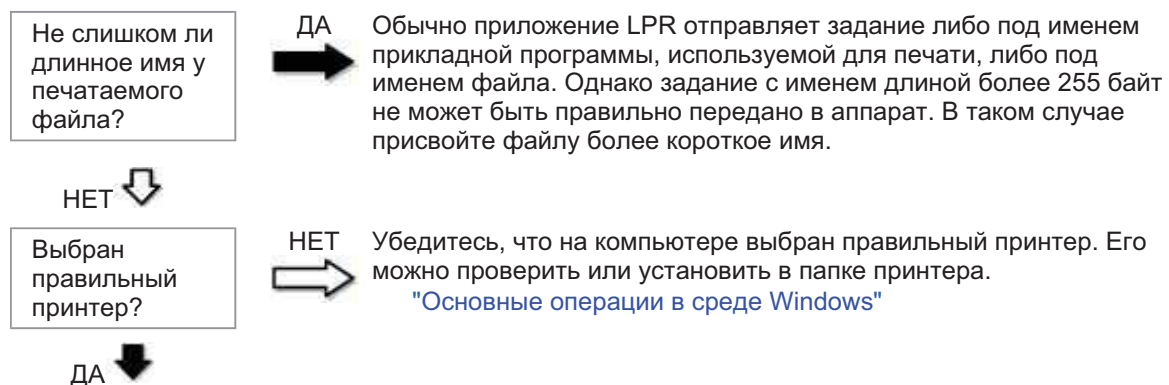 Не слишком ли
длинное имя у
печатаемого
файла?
ДА
Обычно приложение LPR отправляет задание либо под именем
прикладной программы, используемой для печати, либо под
именем файла. Однако задание с именем длиной более 255 байт
не может быть правильно передано в аппарат. В таком случае
присвойте файлу более короткое имя.
НЕТ
Выбран
правильный
принтер?
НЕТ
Убедитесь, что на компьютере выбран правильный принтер. Его
можно проверить или установить в папке принтера.
"Основные операции в среде Windows"
ДА